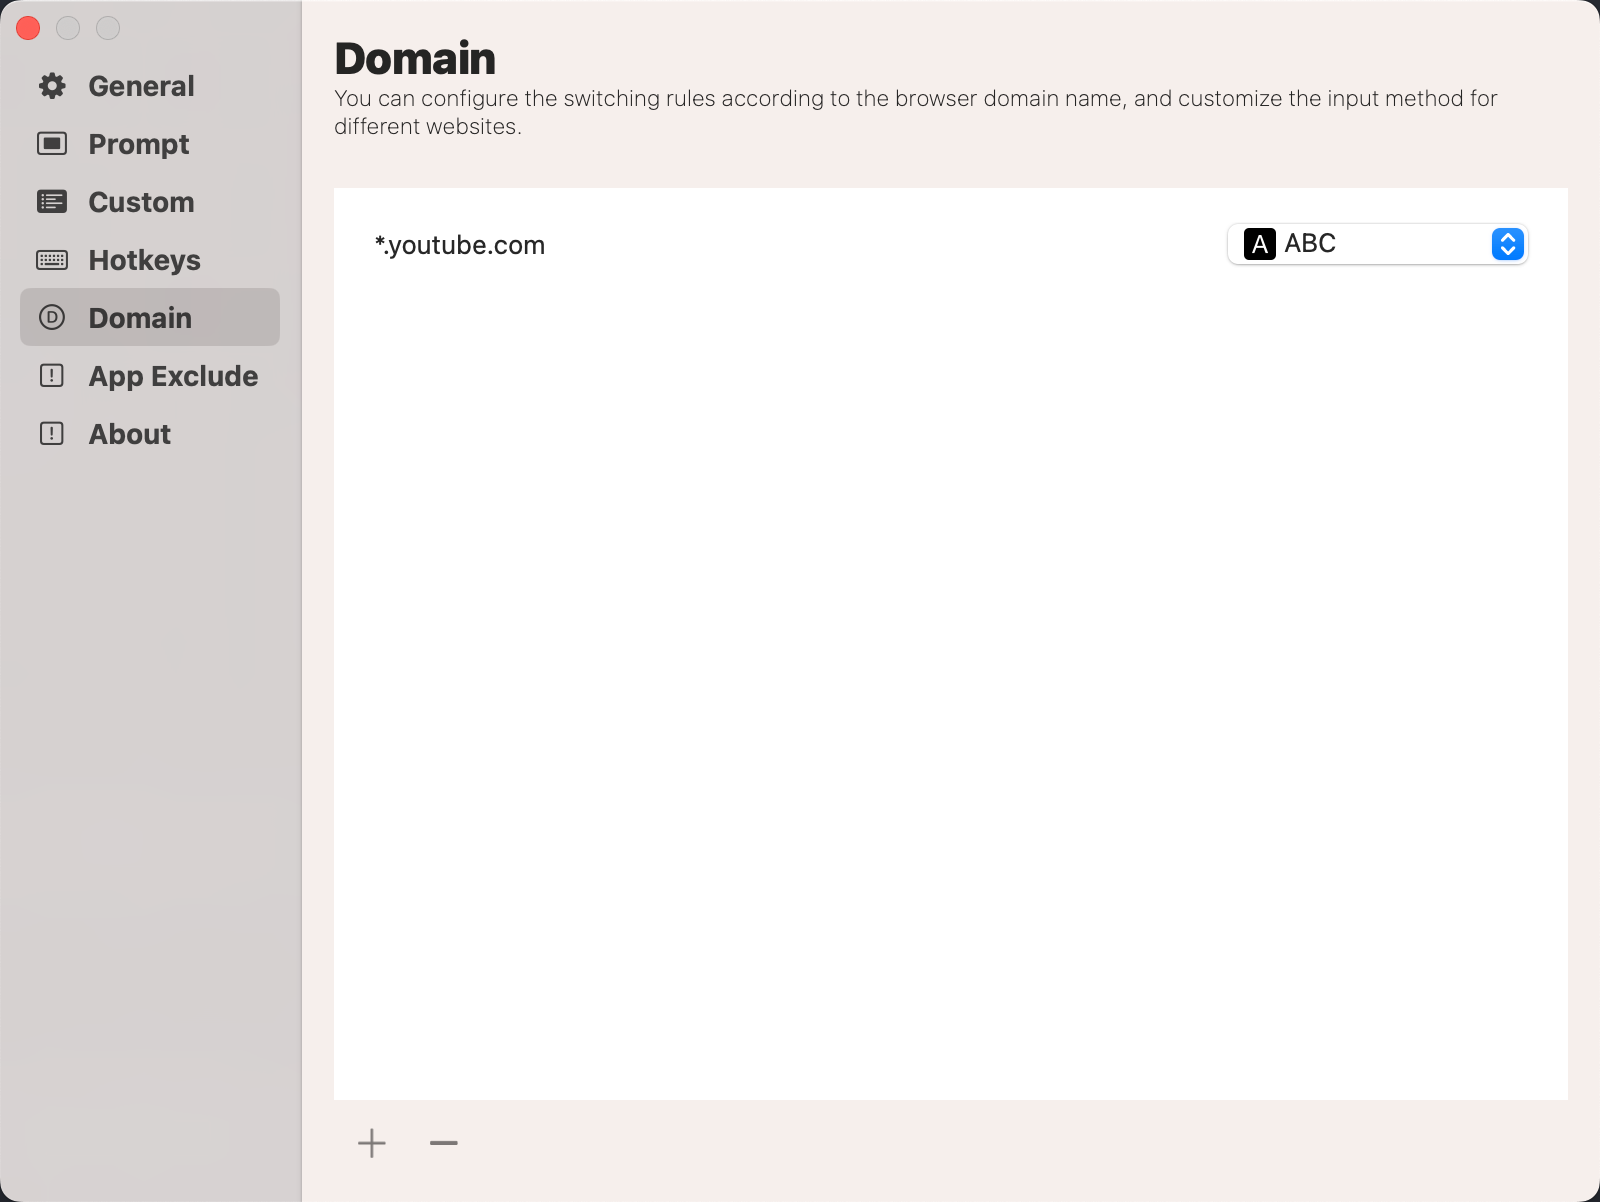 General
Prompt
Custom
Hotkeys
Domain
App Exclude
About
Domain
You can configure the switching rules according to the browser domain name, and customize the input method for
different websites.
*.youtube.com
A ABC